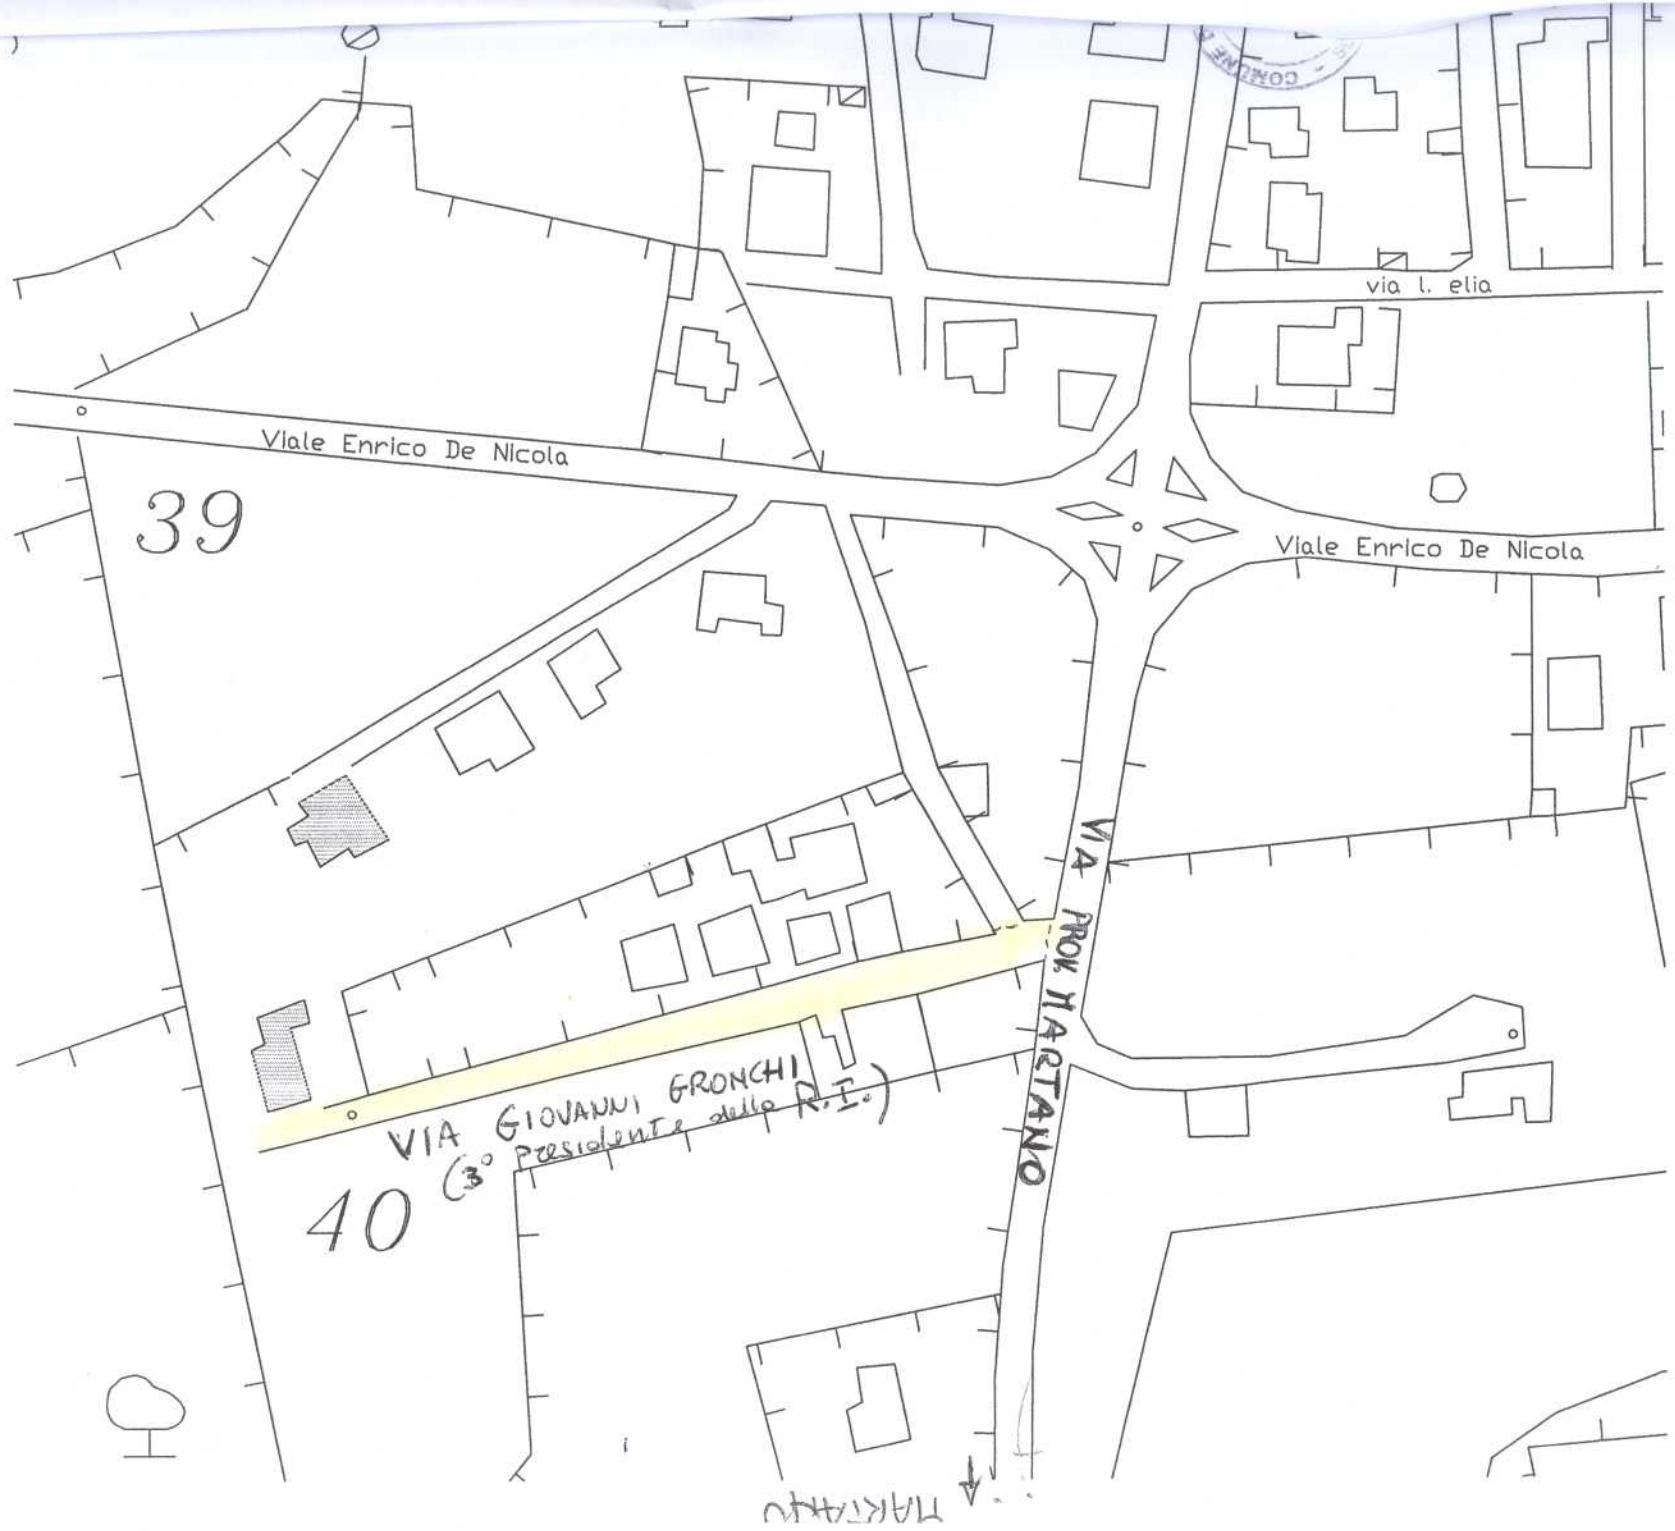 COMUNE
via l. elia
Viale Enrico De Nicola
39
Viale Enrico De Nicola
VIA PROV. MARTANO
VIA GIOVANNI GRONCHI
(3° Presidente della R.I.)
40
MARTANO